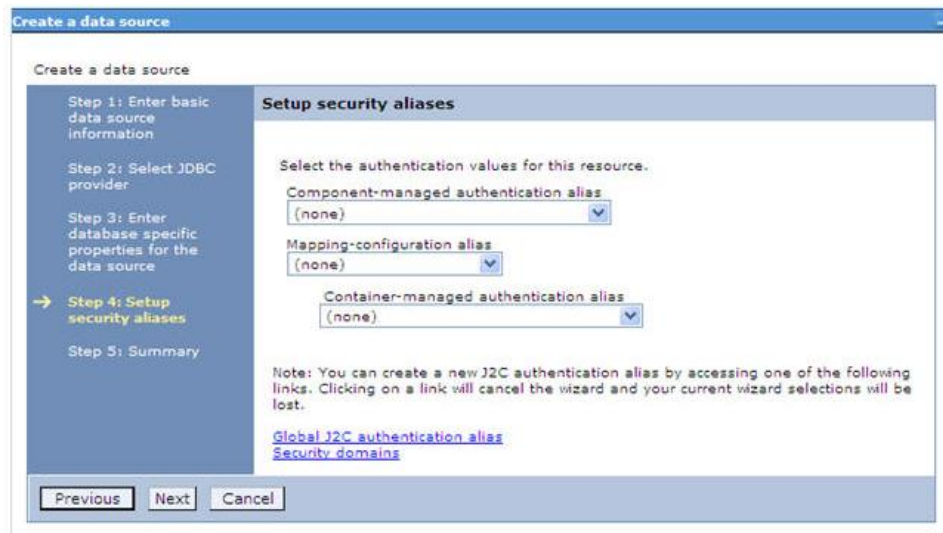 Create a data source
Create a data source
Step 1: Enter basic
data source
information
Step 2: Select JDBC
provider
Step 3: Enter
database specific
properties for the
data source
Step 4: Setup
security aliases
Step 5: Summary
Setup security aliases
Select the authentication values for this resource.
Component-managed authentication alias
(none)
Mapping-configuration alias
(none)
Container-managed authentication alias
(none)
Note: You can create a new J2C authentication alias by accessing one of the following
links. Clicking on a link will cancel the wizard and your current wizard selections will be
lost.
Global J2C authentication alias
Security domains
Previous Next Cancel